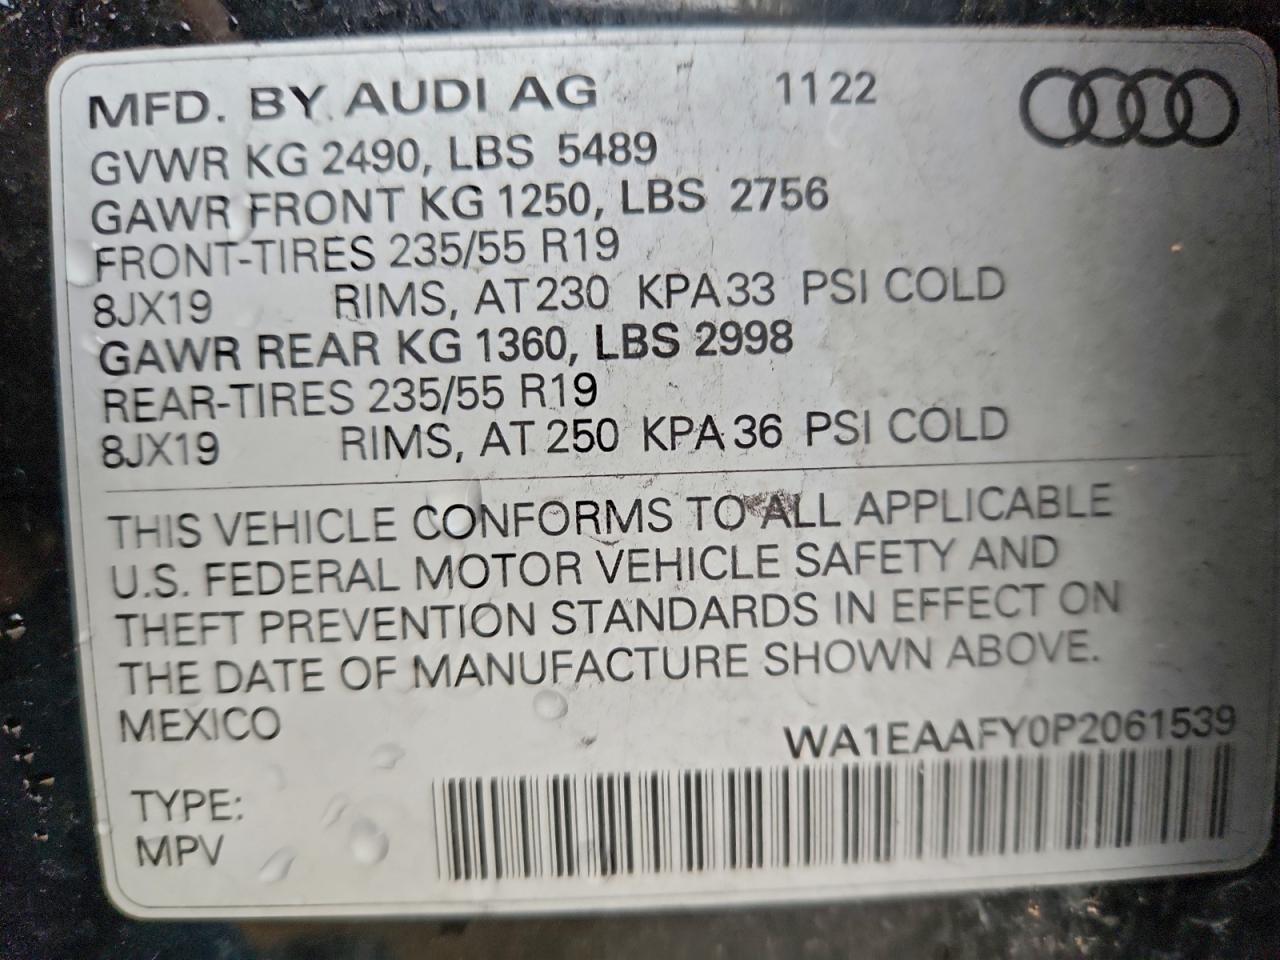 MFD. BY AUDI AG 1122
GVWR KG 2490, LBS 5489
GAWR FRONT KG 1250, LBS 2756
FRONT-TIRES 235/55 R19
8JX19 RIMS, AT 230 KPA 33 PSI COLD
GAWR REAR KG 1360, LBS 2998
REAR-TIRES 235/55 R19
8JX19 RIMS, AT 250 KPA 36 PSI COLD
THIS VEHICLE CONFORMS TO ALL APPLICABLE
U.S. FEDERAL MOTOR VEHICLE SAFETY AND
THEFT PREVENTION STANDARDS IN EFFECT ON
THE DATE OF MANUFACTURE SHOWN ABOVE.
MEXICO
WA1EAAFY0P2061539
TYPE:
MPV